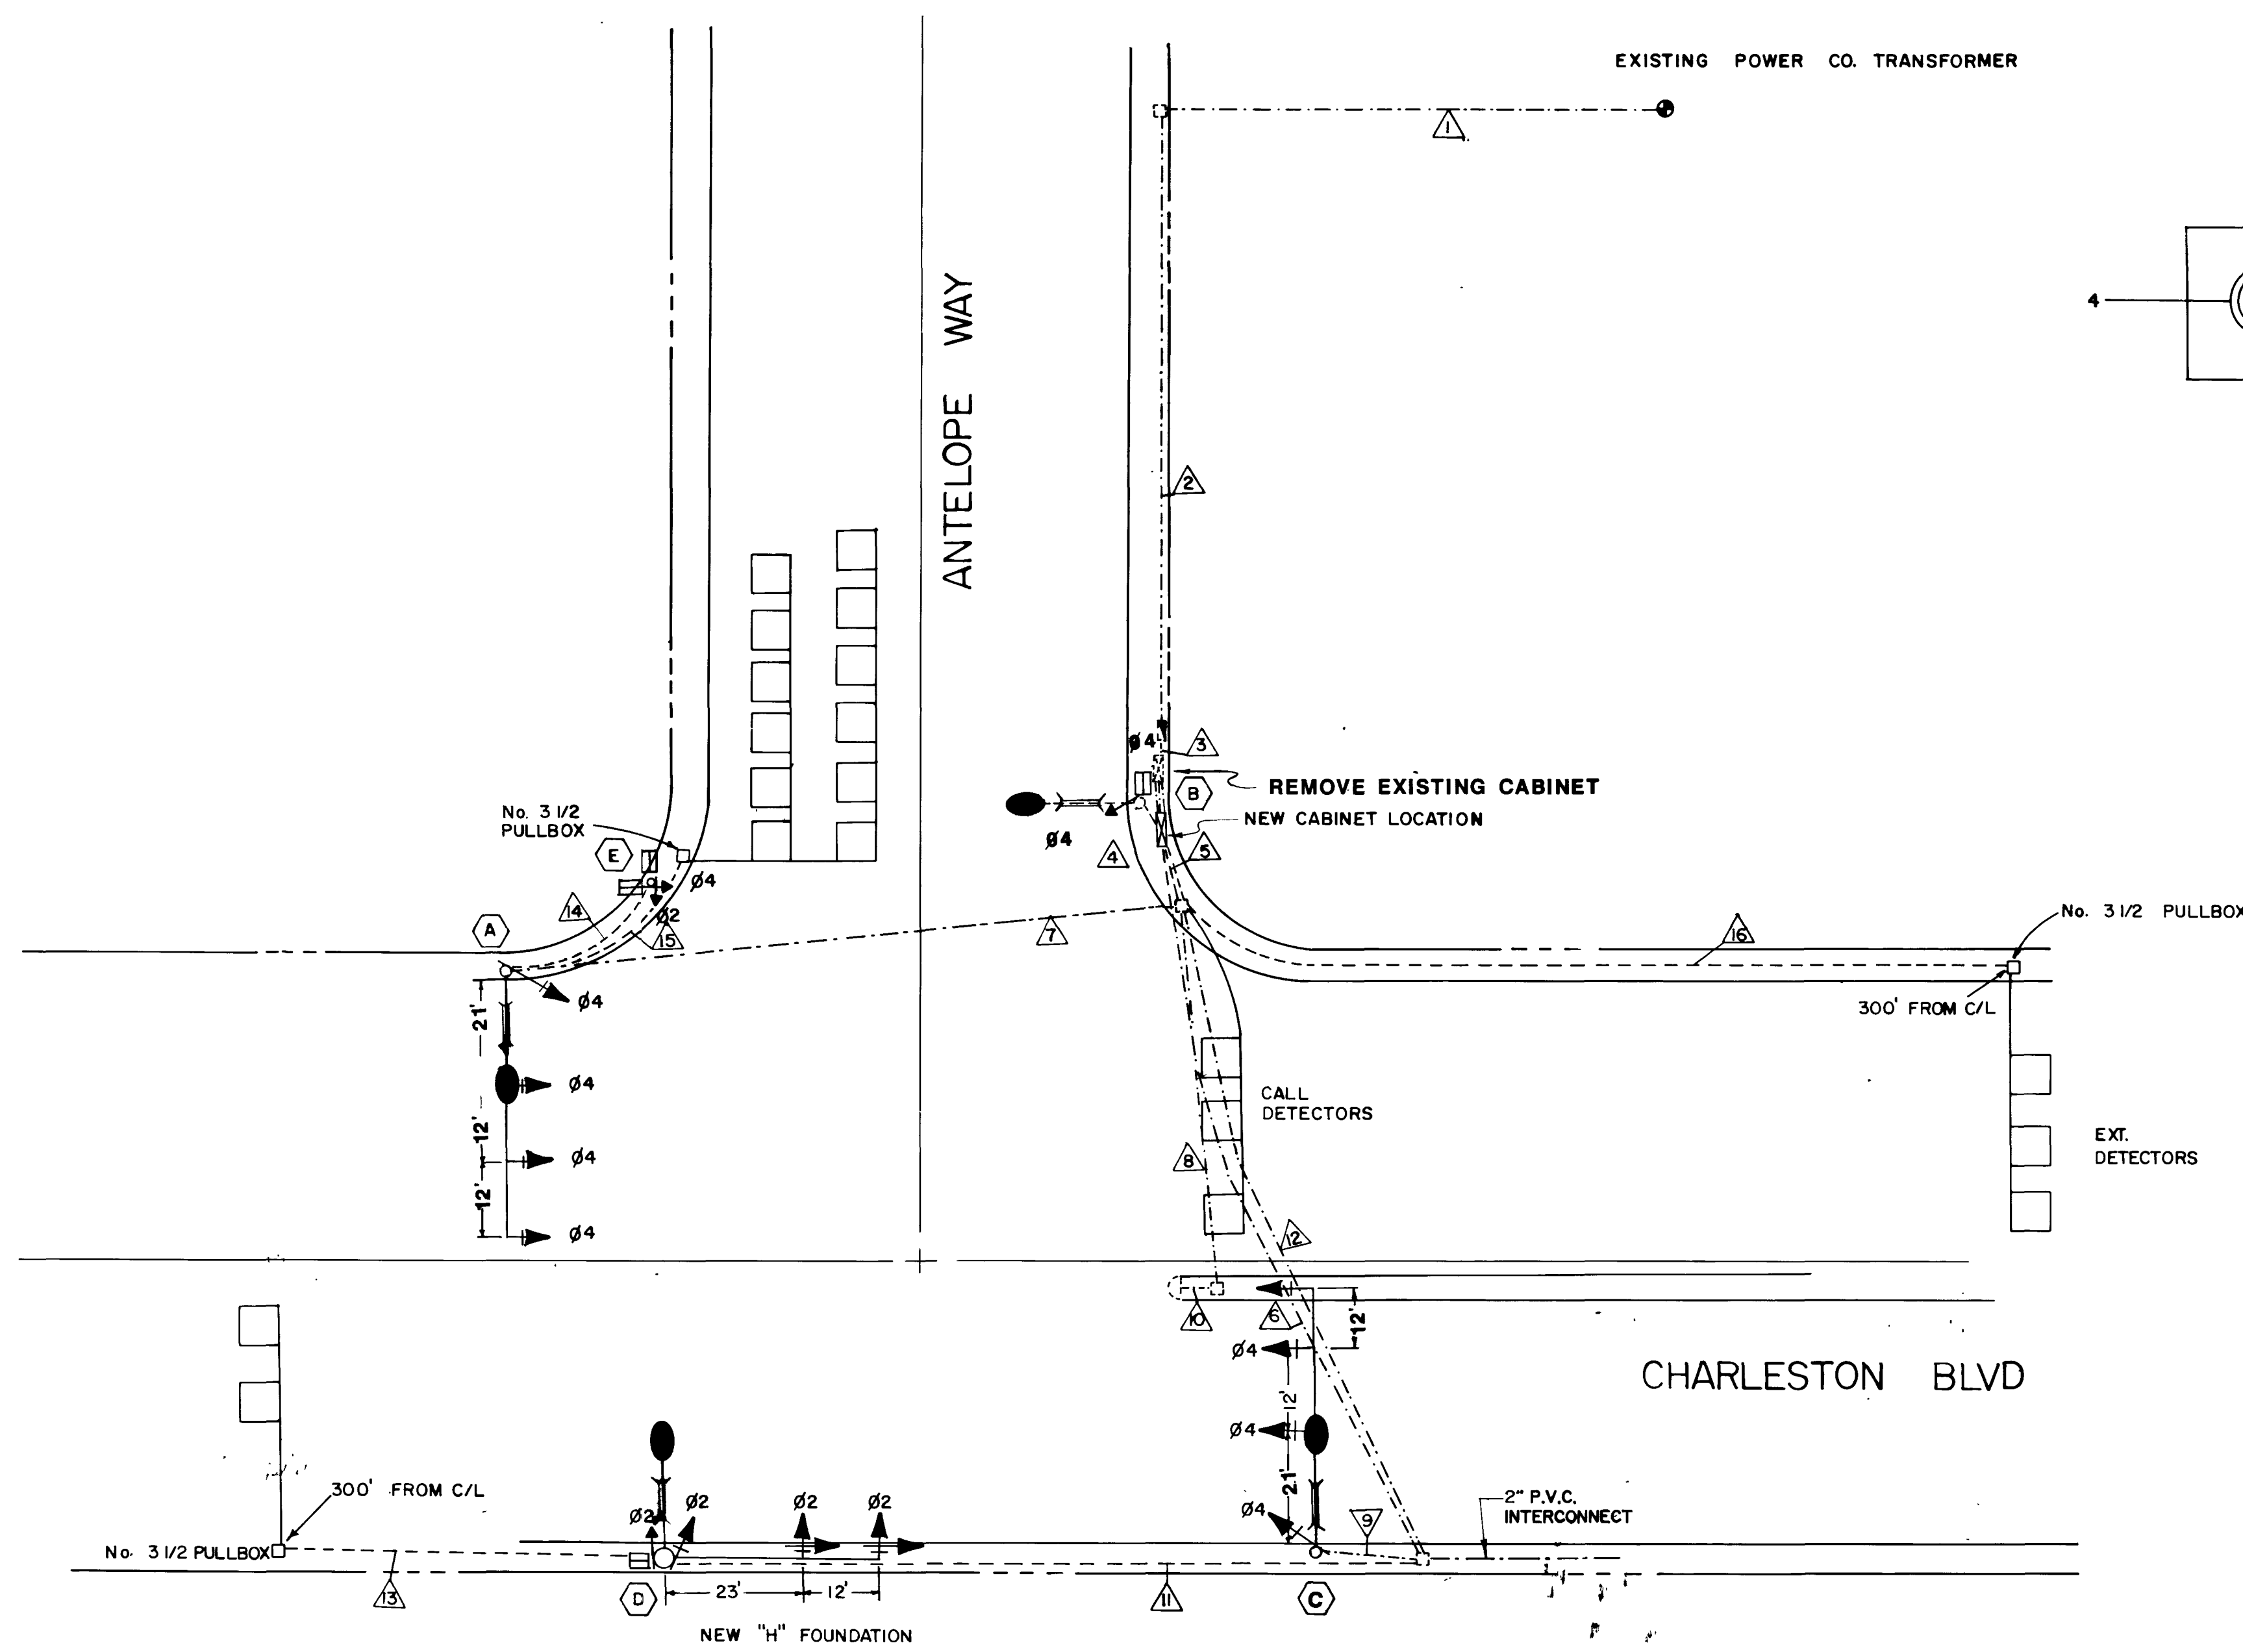 EXISTING POWER CO. TRANSFORMER
1
4
ANTELOPE WAY
2
Ø4
3
B
REMOVE EXISTING CABINET
NEW CABINET LOCATION
No. 3 1/2
PULLBOX
E
Ø4
4
5
Ø4
14
Ø2
15
A
7
16
No. 3 1/2 PULLBOX
300' FROM C/L
Ø4
21'
Ø4
CALL
DETECTORS
EXT.
DETECTORS
12'
Ø4
8
12'
Ø4
12
10
6
12'
Ø4
CHARLESTON BLVD
12'
Ø4
21'
300' FROM C/L
Ø2
Ø2
Ø2
Ø2
Ø4
9
2" P.V.C.
INTERCONNECT
No. 3 1/2 PULLBOX
13
D
23'
12'
11
C
NEW "H" FOUNDATION